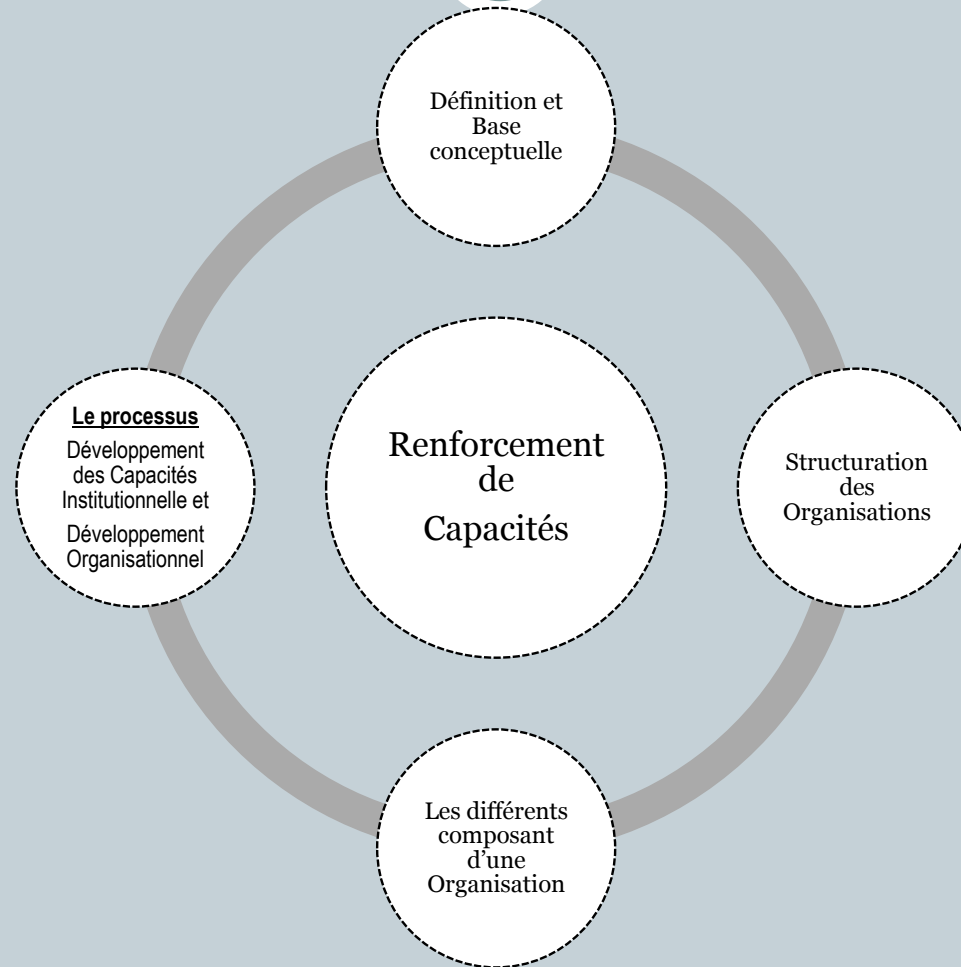 Définition et
Base
conceptuelle
Le processus
Développement
des Capacités
Institutionnelle et
Développement
Organisationnel
Renforcement
de
Capacités
Structuration
des
Organisations
Les différents
composant
d’une
Organisation